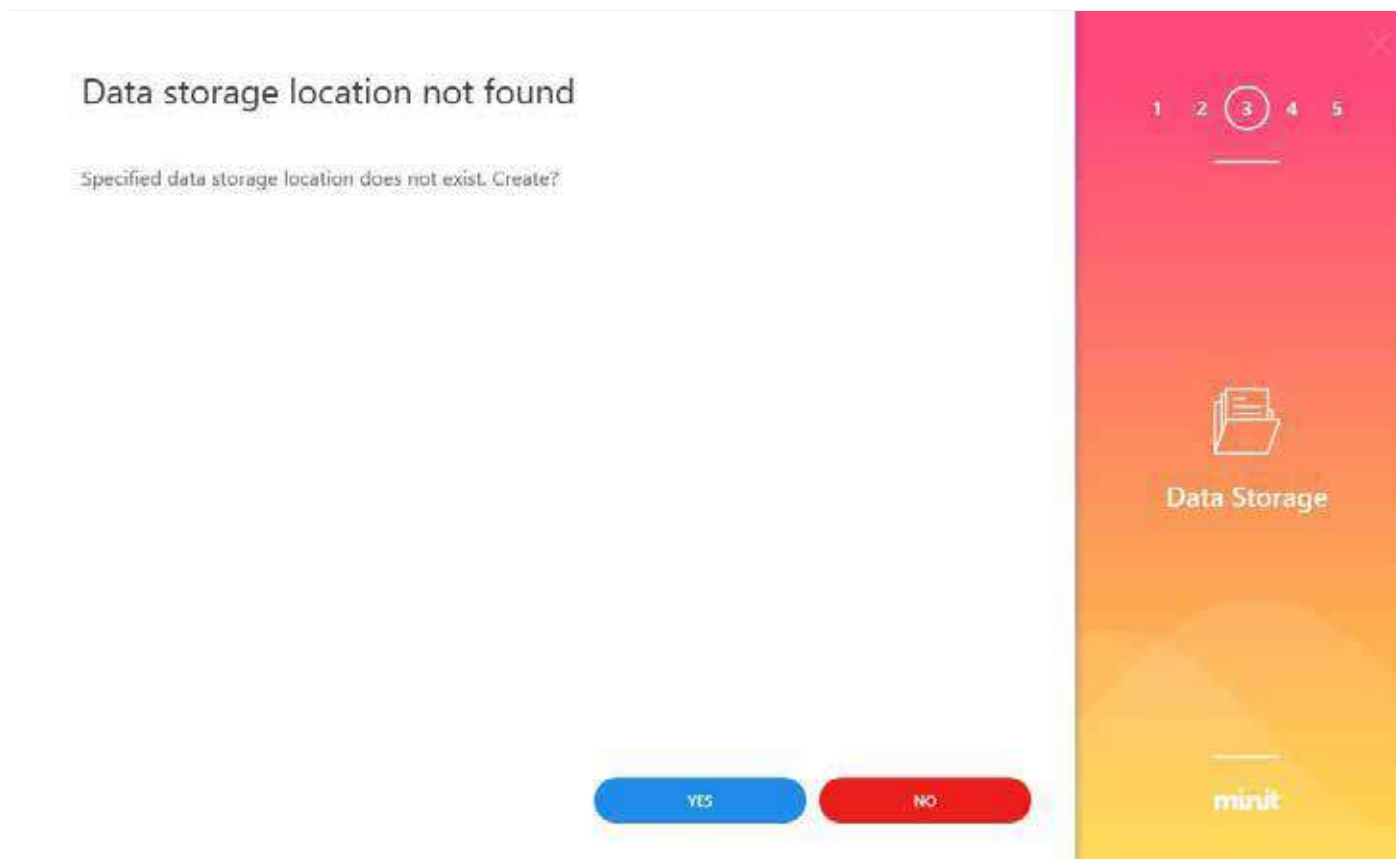 Data storage location not found
Specified data storage location does not exist. Create?
YES
NO
1 2 3 4 5
Data Storage
minit